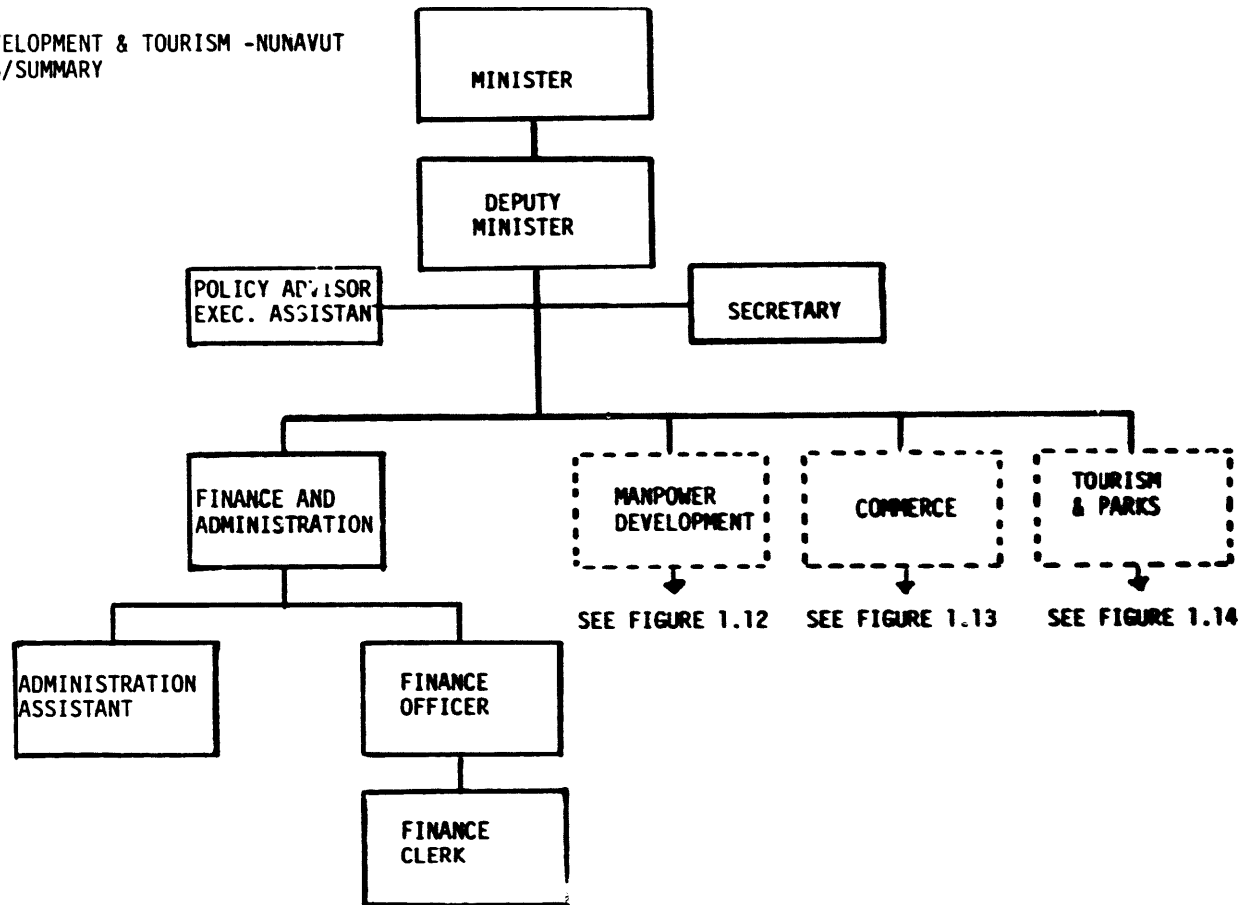 & TOURISM -NUNAVUT
/SUMMARY
MINISTER
DEPUTY
MINISTER
POLICY ADVISOR
EXEC. ASSISTANT
SECRETARY
FINANCE AND
ADMINISTRATION
MANPOWER
DEVELOPMENT
COMMERCE
TOURISM
& PARKS
SEE FIGURE 1.12
SEE FIGURE 1.13
SEE FIGURE 1.14
ADMINISTRATION
ASSISTANT
FINANCE
OFFICER
FINANCE
CLERK